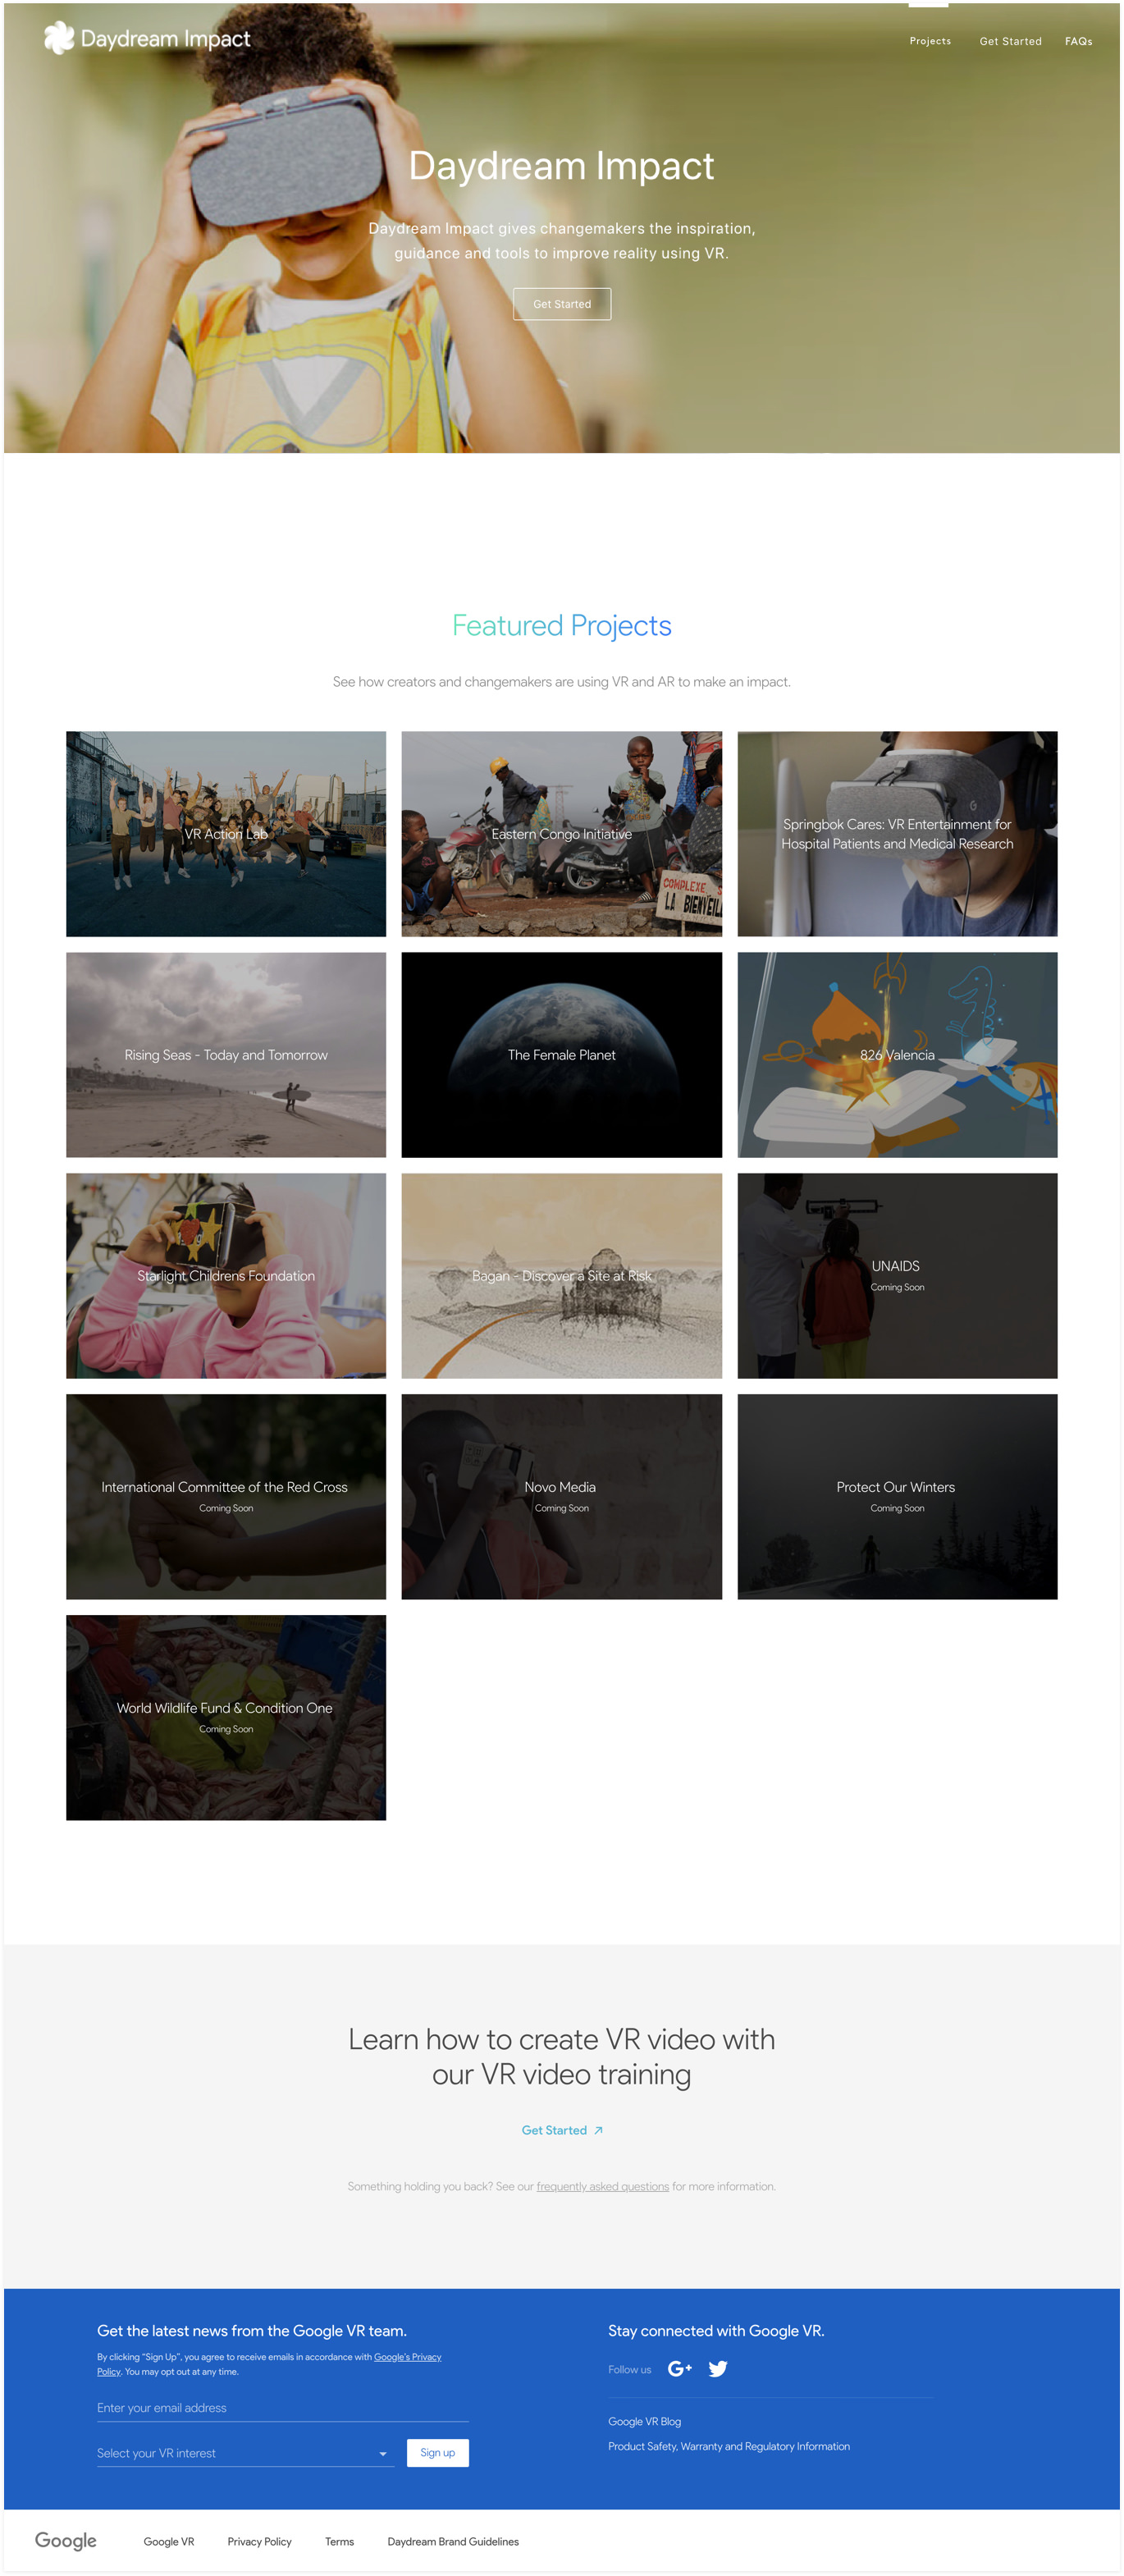 Daydream Impact
Projects
Get Started
FAQs
Daydream Impact
Daydream Impact gives changemakers the inspiration,
guidance and tools to improve reality using VR.
Get Started
Featured Projects
See how creators and changemakers are using VR and AR to make an impact.
VR Action Lab
Eastern Congo Initiative
COMPLEXE
LA BIENVEIL
Springbok Cares: VR Entertainment for
Hospital Patients and Medical Research
Rising Seas - Today and Tomorrow
The Female Planet
826 Valencia
Starlight Childrens Foundation
Bagan - Discover a Site at Risk
UNAIDS
Coming Soon
International Committee of the Red Cross
Coming Soon
Novo Media
Coming Soon
Protect Our Winters
Coming Soon
World Wildlife Fund & Condition One
Coming Soon
Learn how to create VR video with
our VR video training
Get Started
Something holding you back? See our frequently asked questions for more information.
Get the latest news from the Google VR team.
By clicking “Sign Up”, you agree to receive emails in accordance with Google's Privacy
Policy. You may opt out at any time.
Enter your email address
Select your VR interest
Sign up
Stay connected with Google VR.
Follow us
G+
Google VR Blog
Product Safety, Warranty and Regulatory Information
Google
Google VR
Privacy Policy
Terms
Daydream Brand Guidelines